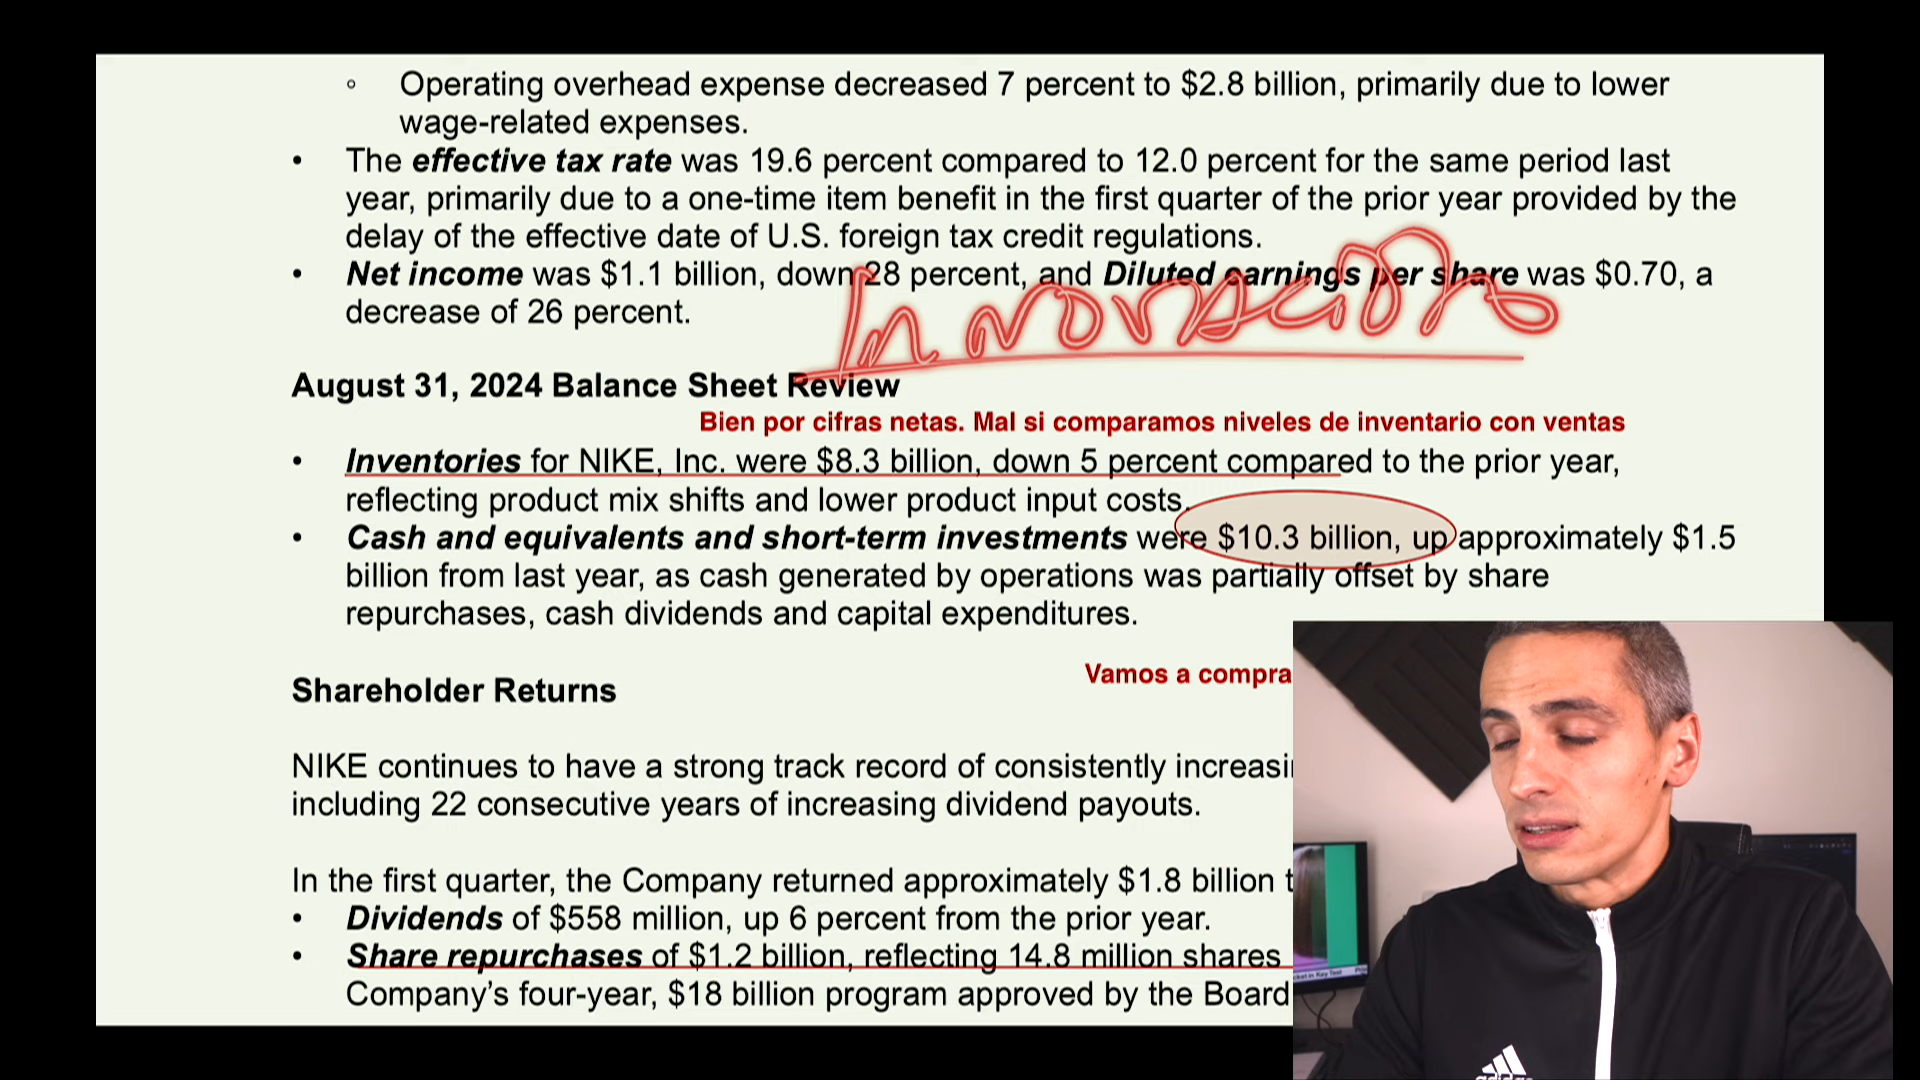 ◦ Operating overhead expense decreased 7 percent to $2.8 billion, primarily due to lower
wage-related expenses.
• The effective tax rate was 19.6 percent compared to 12.0 percent for the same period last
year, primarily due to a one-time item benefit in the first quarter of the prior year provided by the
delay of the effective date of U.S. foreign tax credit regulations.
• Net income was $1.1 billion, down 28 percent, and Diluted earnings per share was $0.70, a
decrease of 26 percent.
August 31, 2024 Balance Sheet Review
Bien por cifras netas. Mal si comparamos niveles de inventario con ventas
• Inventories for NIKE, Inc. were $8.3 billion, down 5 percent compared to the prior year,
reflecting product mix shifts and lower product input costs.
• Cash and equivalents and short-term investments were $10.3 billion, up approximately $1.5
billion from last year, as cash generated by operations was partially offset by share
repurchases, cash dividends and capital expenditures.
Vamos a compra
Shareholder Returns
NIKE continues to have a strong track record of consistently increasi
including 22 consecutive years of increasing dividend payouts.
In the first quarter, the Company returned approximately $1.8 billion t
• Dividends of $558 million, up 6 percent from the prior year.
• Share repurchases of $1.2 billion, reflecting 14.8 million shares
Company's four-year, $18 billion program approved by the Board
adidas